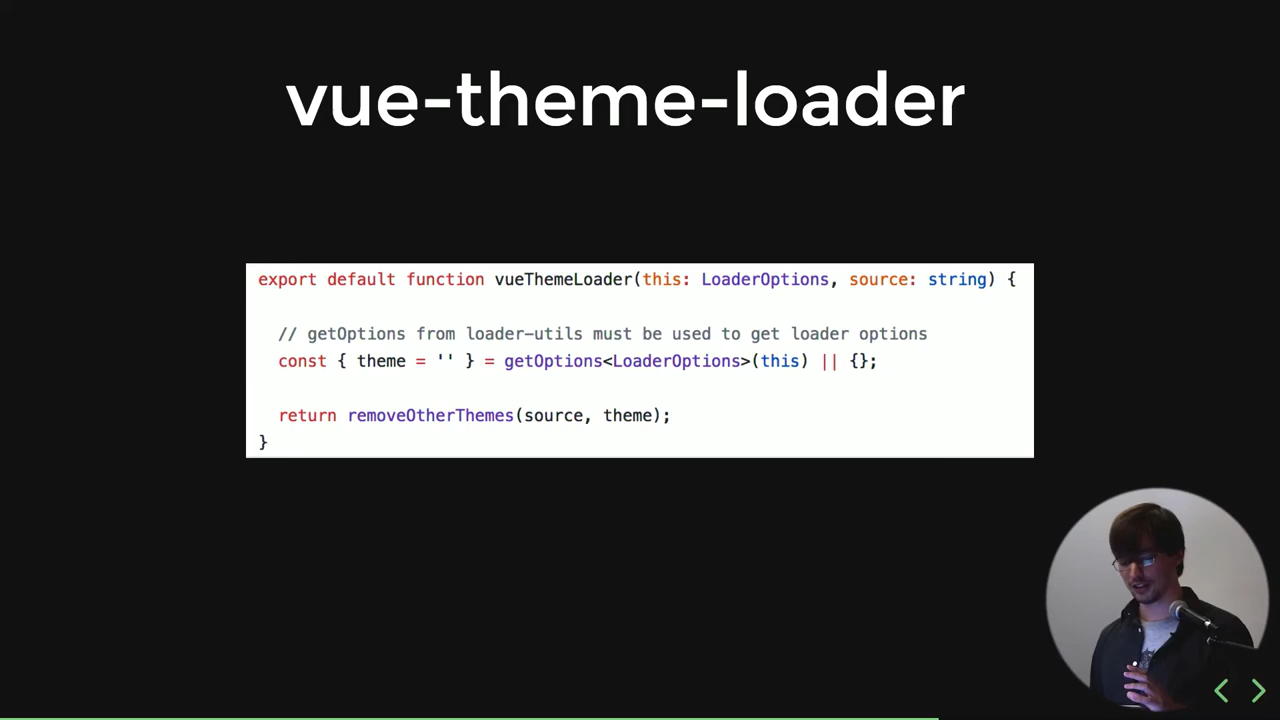 vue-theme-loader
export default function vueThemeLoader(this: LoaderOptions, source: string) {
// getOptions from loader-utils must be used to get loader options
const { theme = '' } = getOptions<LoaderOptions>(this) || {};
return removeOtherThemes(source, theme);
}